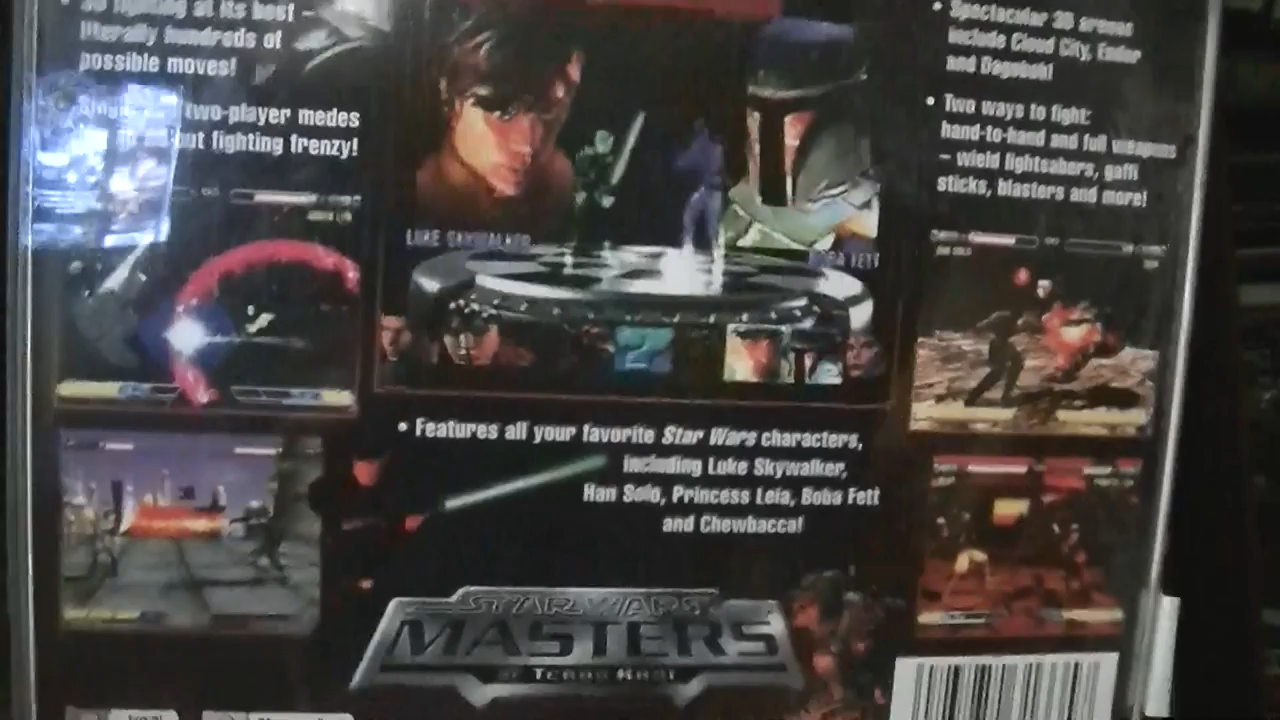 3D fighting at its best –
literally hundreds of
possible moves!
two-player modes
out fighting frenzy!
LUKE SKYWALKER
BOBA FETT
• Spectacular 3D arenas
include Cloud City, Endor
and Dagobah!
• Two ways to fight:
hand-to-hand and full weapons
– wield lightsabers, gaffi
sticks, blasters and more!
• Features all your favorite Star Wars characters,
including Luke Skywalker,
Han Solo, Princess Leia, Boba Fett
and Chewbacca!
STAR WARS
MASTERS
OF TERÄS KÄSI